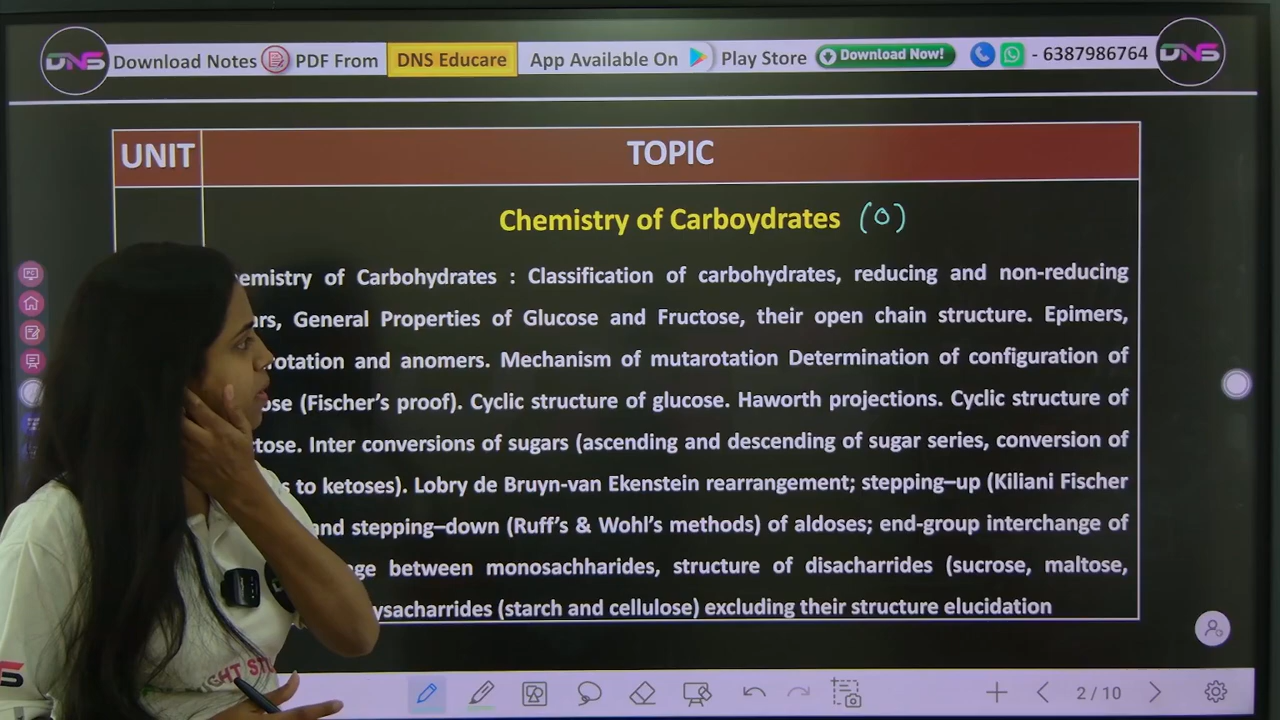 DNS Download Notes PDF From DNS Educare App Available On Play Store Download Now! - 6387986764 DNS
UNIT TOPIC
Chemistry of Carboydrates (0)
emistry of Carbohydrates : Classification of carbohydrates, reducing and non-reducing
ars, General Properties of Glucose and Fructose, their open chain structure. Epimers,
rotation and anomers. Mechanism of mutarotation Determination of configuration of
ose (Fischer's proof). Cyclic structure of glucose. Haworth projections. Cyclic structure of
tose. Inter conversions of sugars (ascending and descending of sugar series, conversion of
s to ketoses). Lobry de Bruyn-van Ekenstein rearrangement; stepping–up (Kiliani Fischer
and stepping–down (Ruff's & Wohl's methods) of aldoses; end-group interchange of
ge between monosachharides, structure of disacharrides (sucrose, maltose,
ysacharrides (starch and cellulose) excluding their structure elucidation
2/10